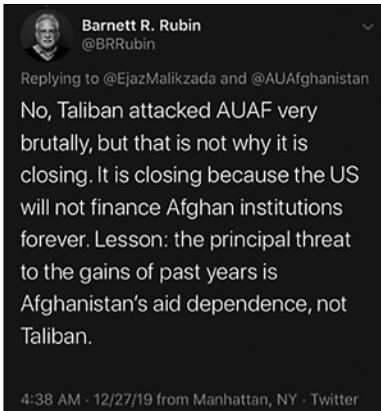 Barnett R. Rubin
@BRRubin
Replying to @EjazMalikzada and @AUAfghanistan
No, Taliban attacked AUAF very
brutally, but that is not why it is
closing. It is closing because the US
will not finance Afghan institutions
forever. Lesson: the principal threat
to the gains of past years is
Afghanistan’s aid dependence, not
Taliban.
4:38 AM · 12/27/19 from Manhattan, NY · Twitter